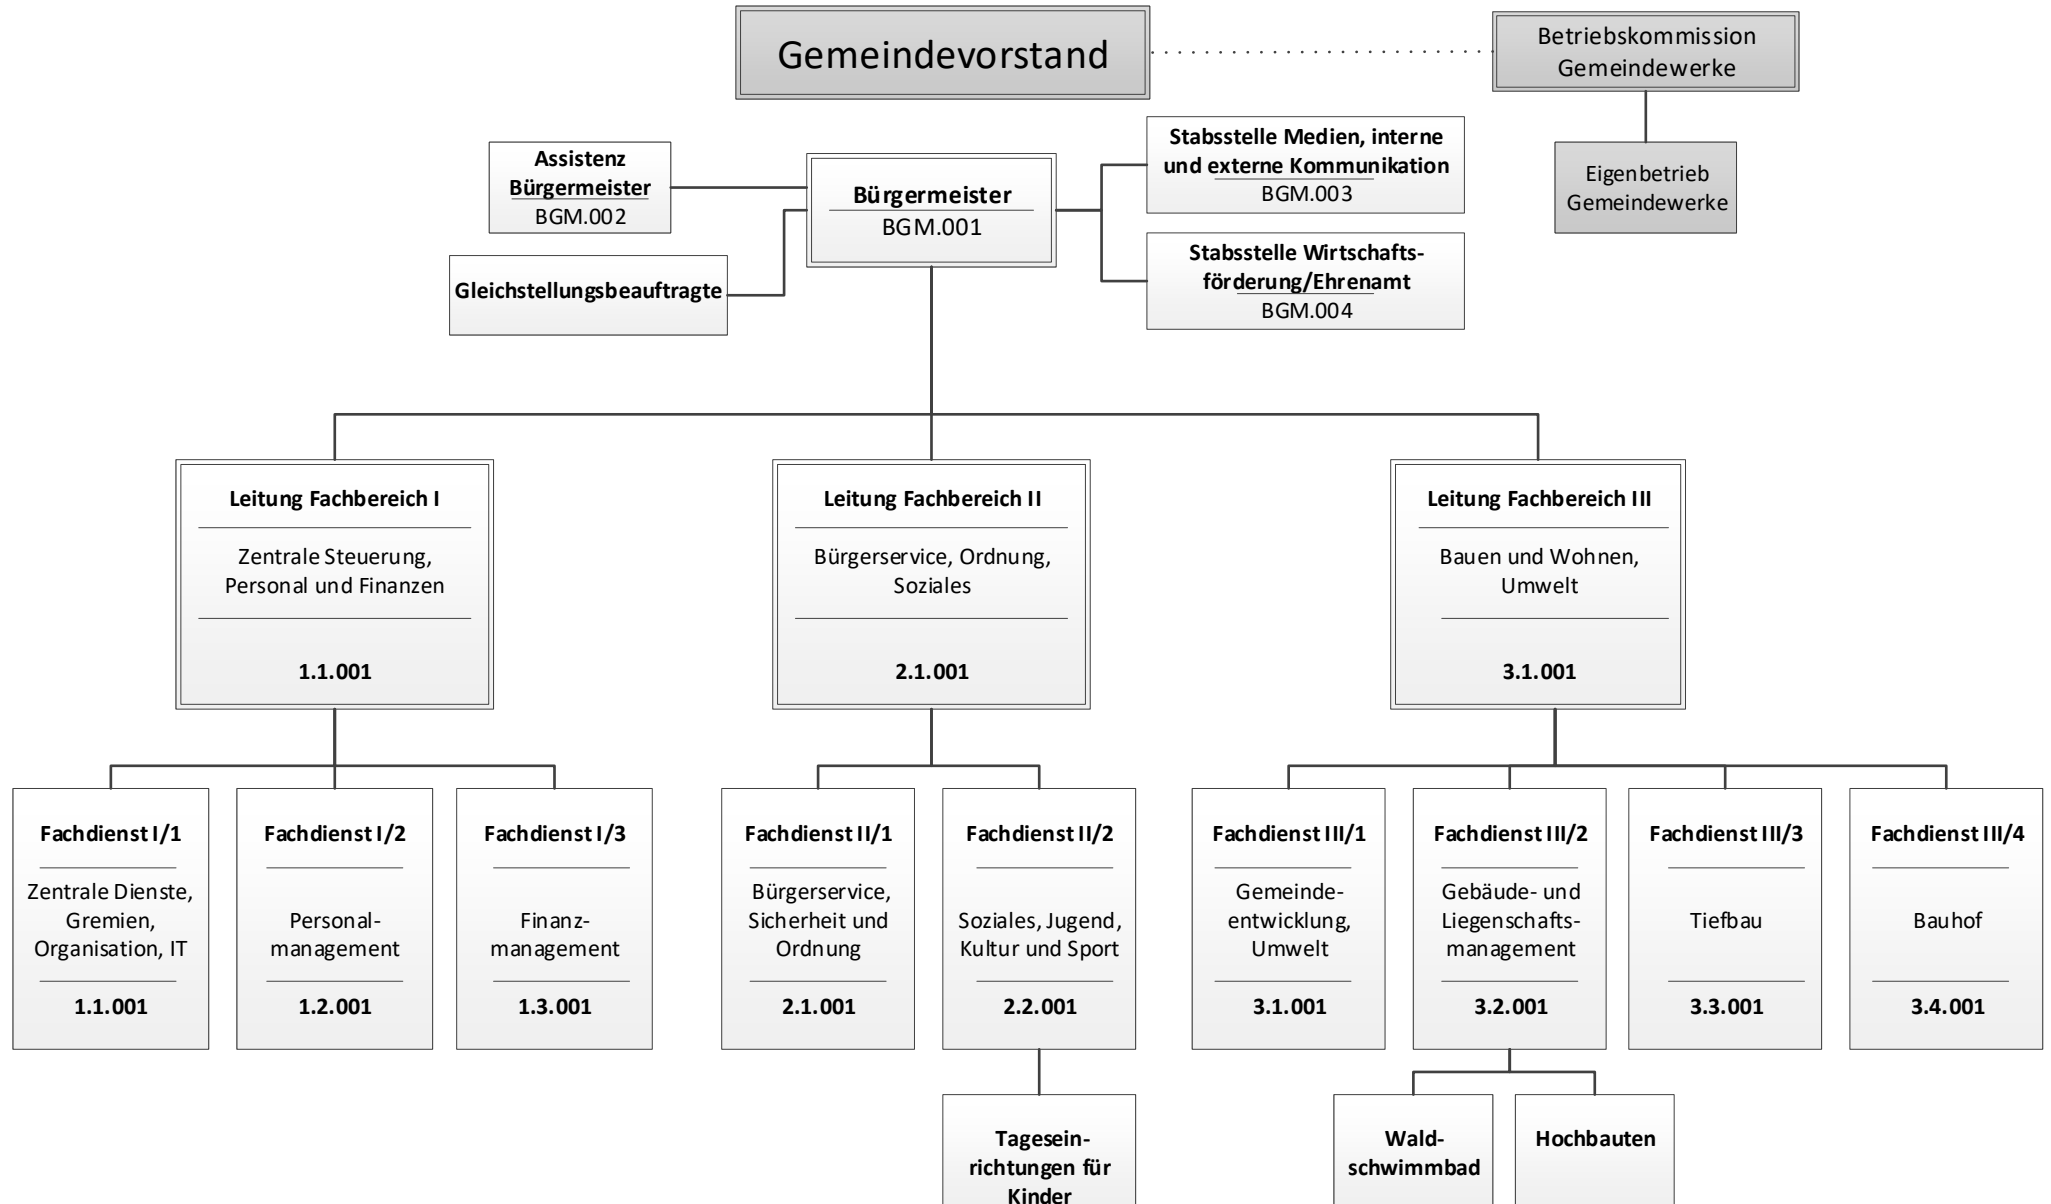 Gemeindevorstand
Betriebskommission
Gemeindewerke
Eigenbetrieb
Gemeindewerke
Assistenz
Bürgermeister
BGM.002
Gleichstellungsbeauftragte
Bürgermeister
BGM.001
Stabsstelle Medien, interne
und externe Kommunikation
BGM.003
Stabsstelle Wirtschafts-
förderung/Ehrenamt
BGM.004
Leitung Fachbereich I
Zentrale Steuerung,
Personal und Finanzen
1.1.001
Leitung Fachbereich II
Bürgerservice, Ordnung,
Soziales
2.1.001
Leitung Fachbereich III
Bauen und Wohnen,
Umwelt
3.1.001
Fachdienst I/1
Zentrale Dienste,
Gremien,
Organisation, IT
1.1.001
Fachdienst I/2
Personal-
management
1.2.001
Fachdienst I/3
Finanz-
management
1.3.001
Fachdienst II/1
Bürgerservice,
Sicherheit und
Ordnung
2.1.001
Fachdienst II/2
Soziales, Jugend,
Kultur und Sport
2.2.001
Fachdienst III/1
Gemeinde-
entwicklung,
Umwelt
3.1.001
Fachdienst III/2
Gebäude- und
Liegenschafts-
management
3.2.001
Fachdienst III/3
Tiefbau
3.3.001
Fachdienst III/4
Bauhof
3.4.001
Tagesein-
richtungen für
Kinder
Wald-
schwimmbad
Hochbauten